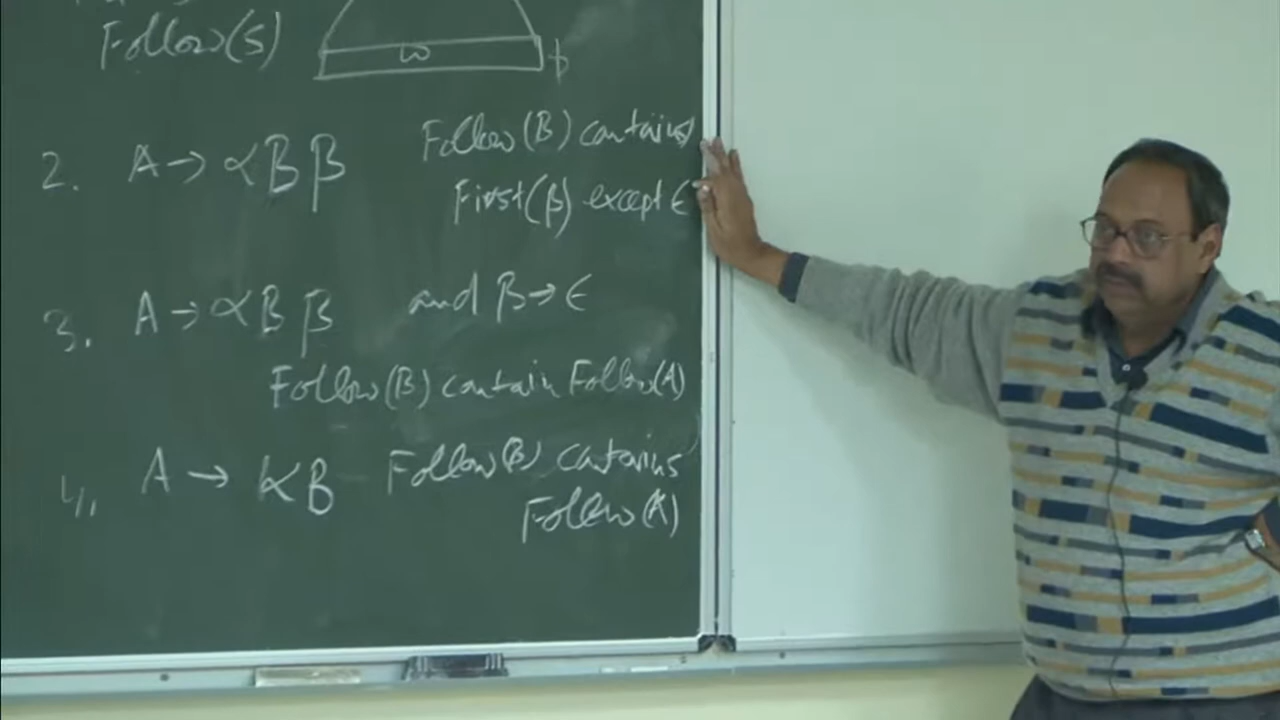 Follow(S)
ω
2. A → αBβ Follow(B) contains
First(β) except ϵ
3. A → αBβ and β → ϵ
Follow(B) contain Follow(A)
4. A → αB Follow(B) contains
Follow(A)